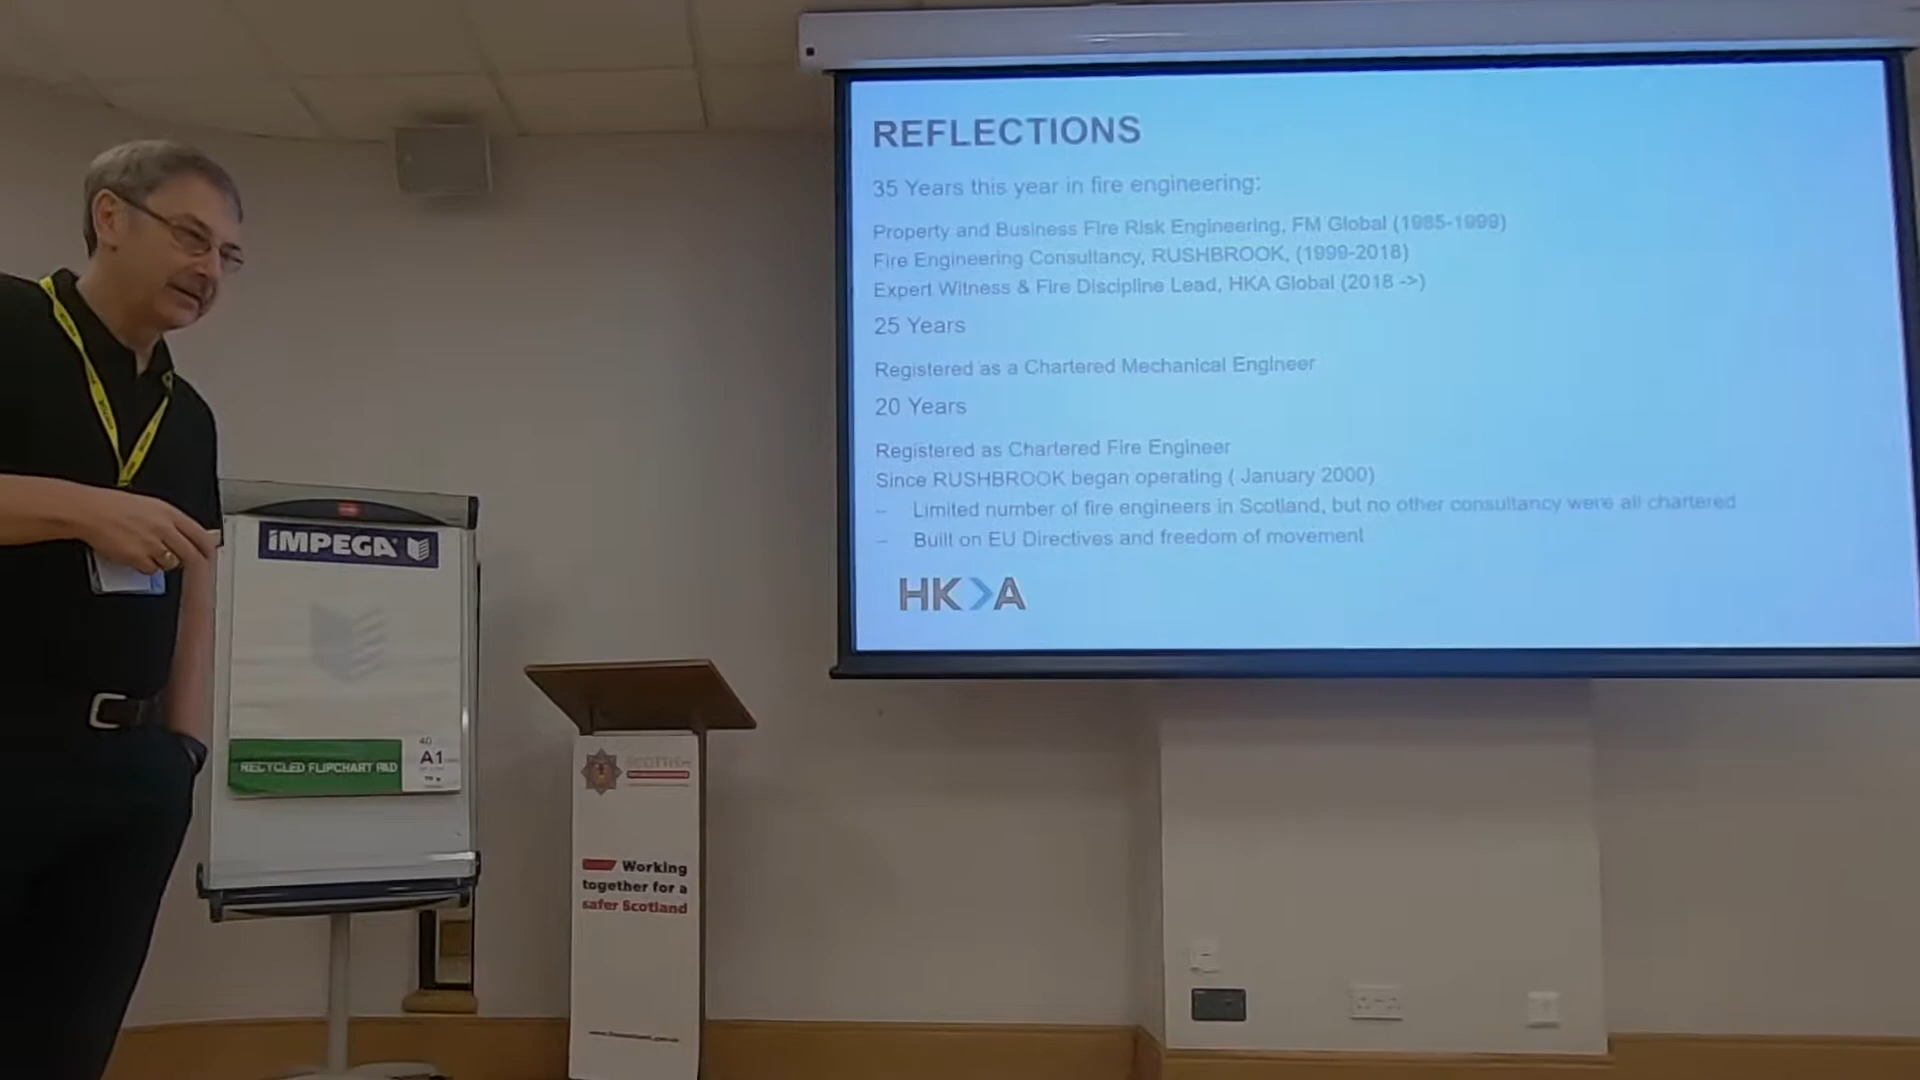 REFLECTIONS
35 Years this year in fire engineering:
Property and Business Fire Risk Engineering, FM Global (1985-1999)
Fire Engineering Consultancy, RUSHBROOK, (1999-2018)
Expert Witness & Fire Discipline Lead, HKA Global (2018 ->)
25 Years
Registered as a Chartered Mechanical Engineer
20 Years
Registered as Chartered Fire Engineer
Since RUSHBROOK began operating ( January 2000)
– Limited number of fire engineers in Scotland, but no other consultancy were all chartered
– Built on EU Directives and freedom of movement
HKA
IMPEGA
40
A1
RECYCLED FLIPCHART PAD
SCOTTISH
Working
together for a
safer Scotland